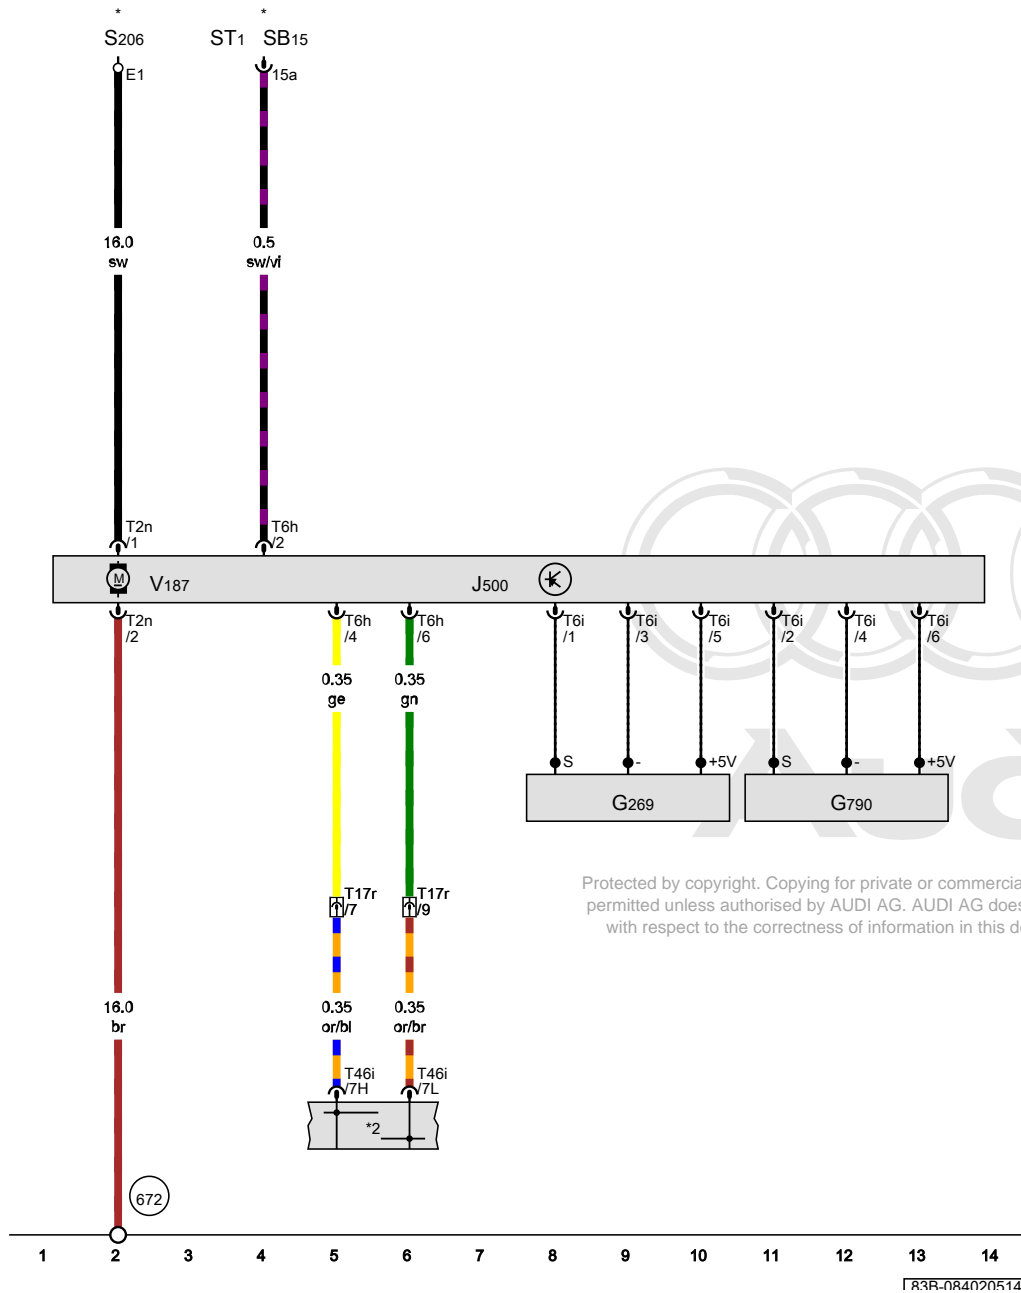 * *
S206 ST1 SB15
E1 15a
16.0 0.5
sw sw/vi
T2n T6h
/1 /2
M V187 J500
T2n T6h T6h T6i T6i T6i T6i T6i T6i
/2 /4 /6 /1 /3 /5 /2 /4 /6
0.35 0.35
ge gn
S - +5V S - +5V
G269 G790
Audi
Protected by copyright. Copying for private or commercia
permitted unless authorised by AUDI AG. AUDI AG does
with respect to the correctness of information in this d
T17r T17r
/7 /9
16.0 0.35 0.35
br or/bl or/br
T46i T46i
/7H /7L
*2
672
1 2 3 4 5 6 7 8 9 10 11 12 13 14
83B-084020514